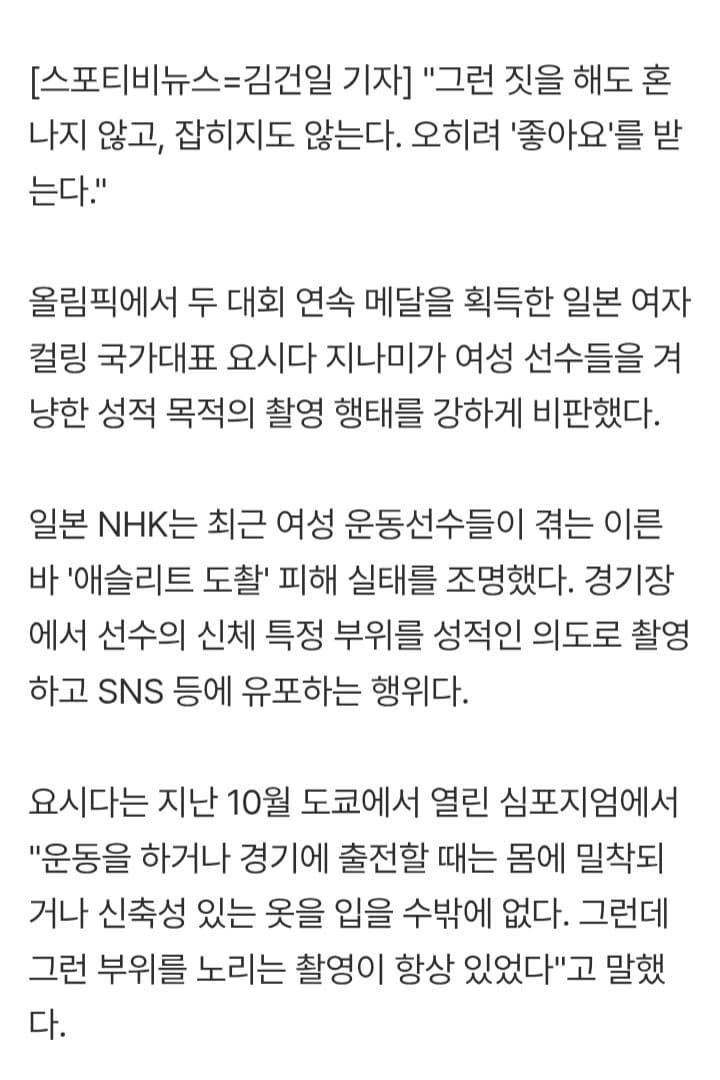 [스포티비뉴스=김건일 기자] "그런 짓을 해도 혼
나지 않고, 잡히지도 않는다. 오히려 '좋아요'를 받
는다."
올림픽에서 두 대회 연속 메달을 획득한 일본 여자
컬링 국가대표 요시다 지나미가 여성 선수들을 겨
냥한 성적 목적의 촬영 행태를 강하게 비판했다.
일본 NHK는 최근 여성 운동선수들이 겪는 이른
바 '애슬리트 도촬' 피해 실태를 조명했다. 경기장
에서 선수의 신체 특정 부위를 성적인 의도로 촬영
하고 SNS 등에 유포하는 행위다.
요시다는 지난 10월 도쿄에서 열린 심포지엄에서
"운동을 하거나 경기에 출전할 때는 몸에 밀착되
거나 신축성 있는 옷을 입을 수밖에 없다. 그런데
그런 부위를 노리는 촬영이 항상 있었다"고 말했
다.